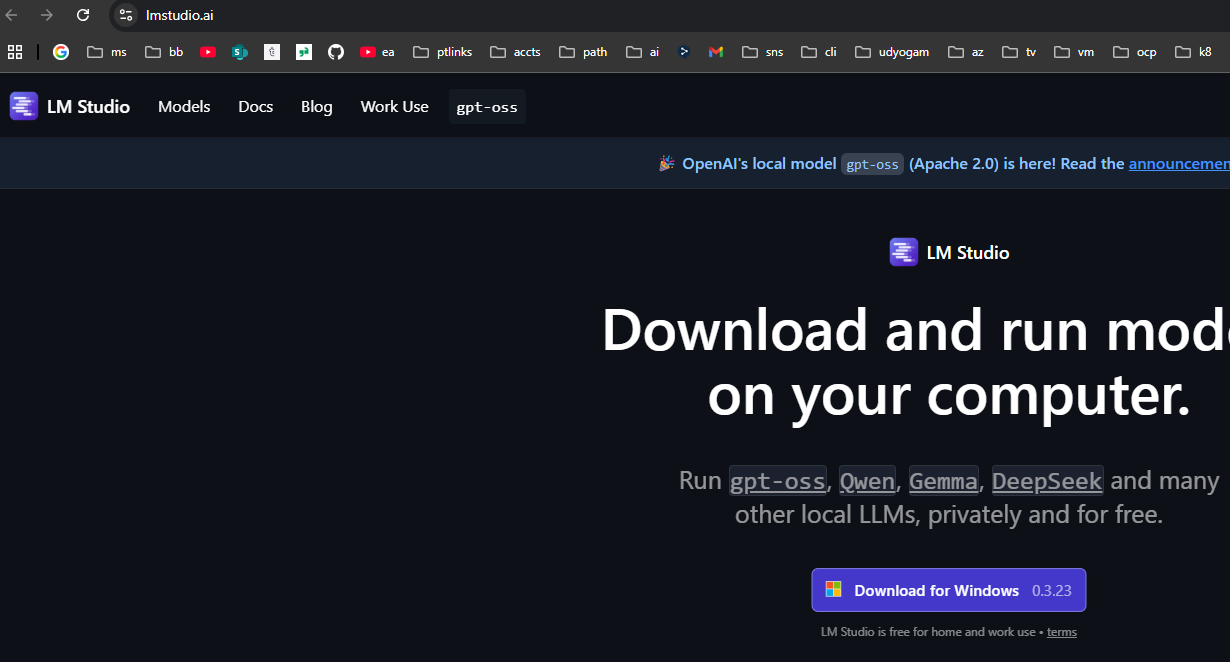 lmstudio.ai
ms bb ea ptlinks accts path ai sns cli udyogam az tv vm ocp k8
LM Studio Models Docs Blog Work Use gpt-oss
🎉 OpenAI's local model gpt-oss (Apache 2.0) is here! Read the announcemen
LM Studio
Download and run mod
on your computer.
Run gpt-oss, Qwen, Gemma, DeepSeek and many
other local LLMs, privately and for free.
Download for Windows 0.3.23
LM Studio is free for home and work use • terms